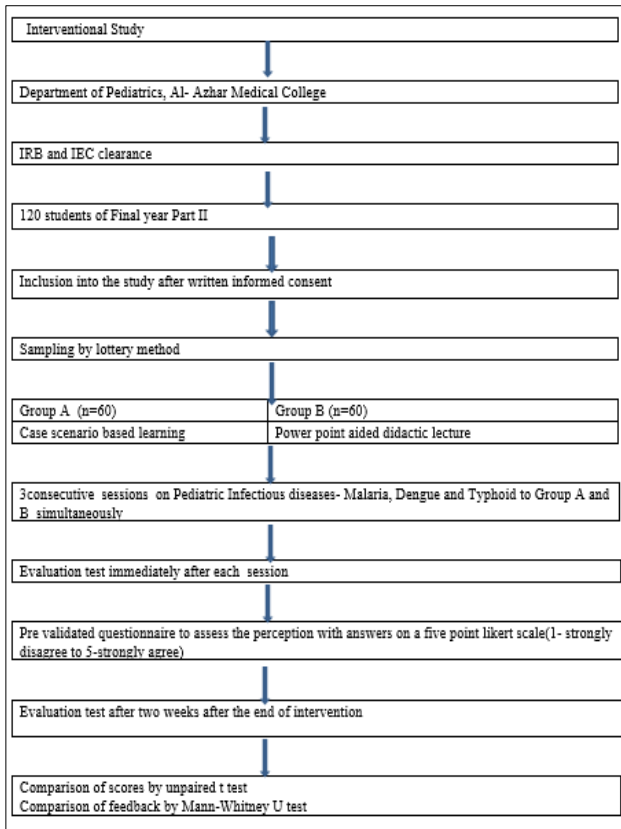 Interventional Study
Department of Pediatrics, Al- Azhar Medical College
IRB and IEC clearance
120 students of Final year Part II
Inclusion into the study after written informed consent
Sampling by lottery method
Group A (n=60)
Group B (n=60)
Case scenario based learning
Power point aided didactic lecture
3consecutive sessions on Pediatric Infectious diseases- Malaria, Dengue and Typhoid to Group A and
B simultaneously
Evaluation test immediately after each session
Pre validated questionnaire to assess the perception with answers on a five point likert scale(1- strongly
disagree to 5-strongly agree)
Evaluation test after two weeks after the end of intervention
Comparison of scores by unpaired t test
Comparison of feedback by Mann-Whitney U test